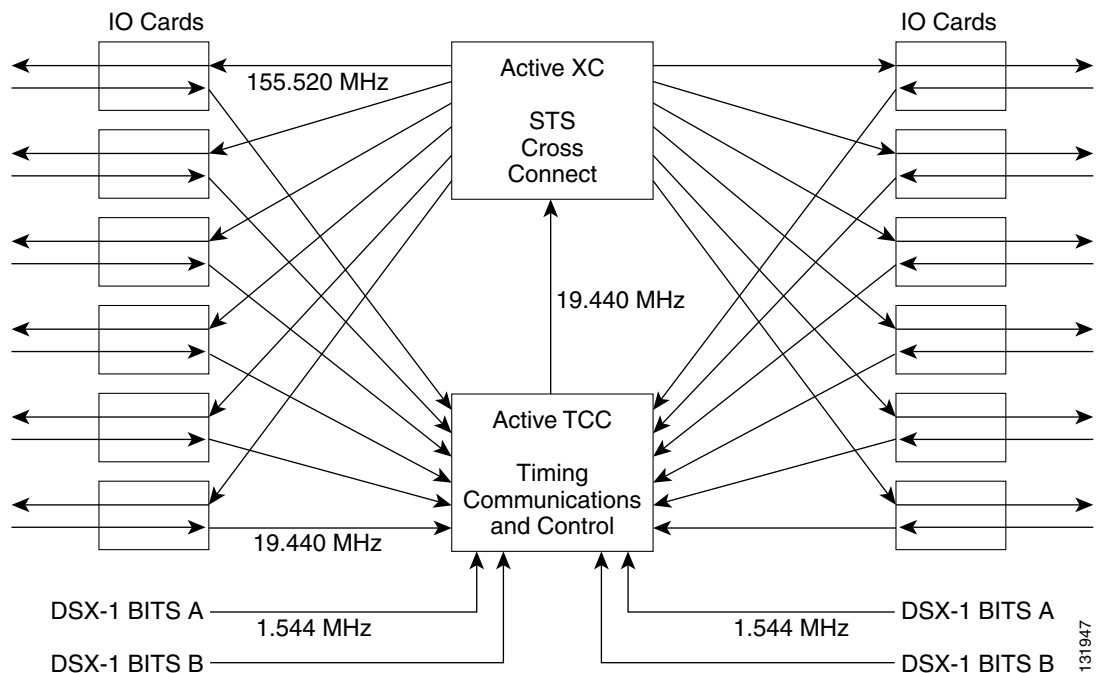 IO Cards
IO Cards
155.520 MHz
Active XC
STS
Cross
Connect
19.440 MHz
Active TCC
Timing
Communications
and Control
19.440 MHz
DSX-1 BITS A
1.544 MHz
DSX-1 BITS B
DSX-1 BITS A
1.544 MHz
DSX-1 BITS B
131947